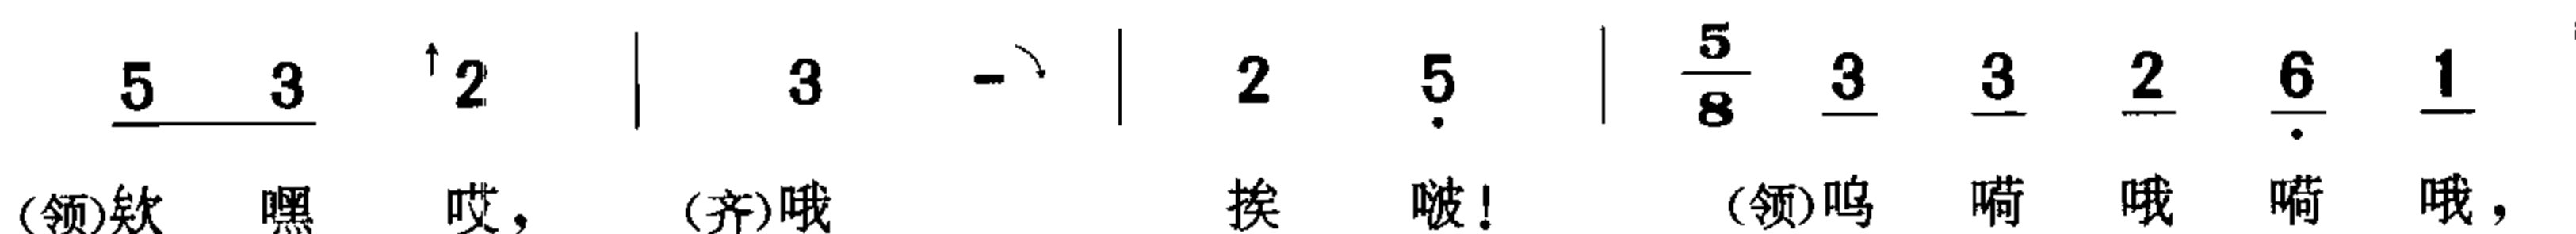 5 3 ↑2 | 3 - | 2 5̣ | 5/8 3 3 2 6̣ 1
(领)欸 嘿 哎， (齐)哦 挨 啵！ (领)呜 嗬 哦 嗬 哦，